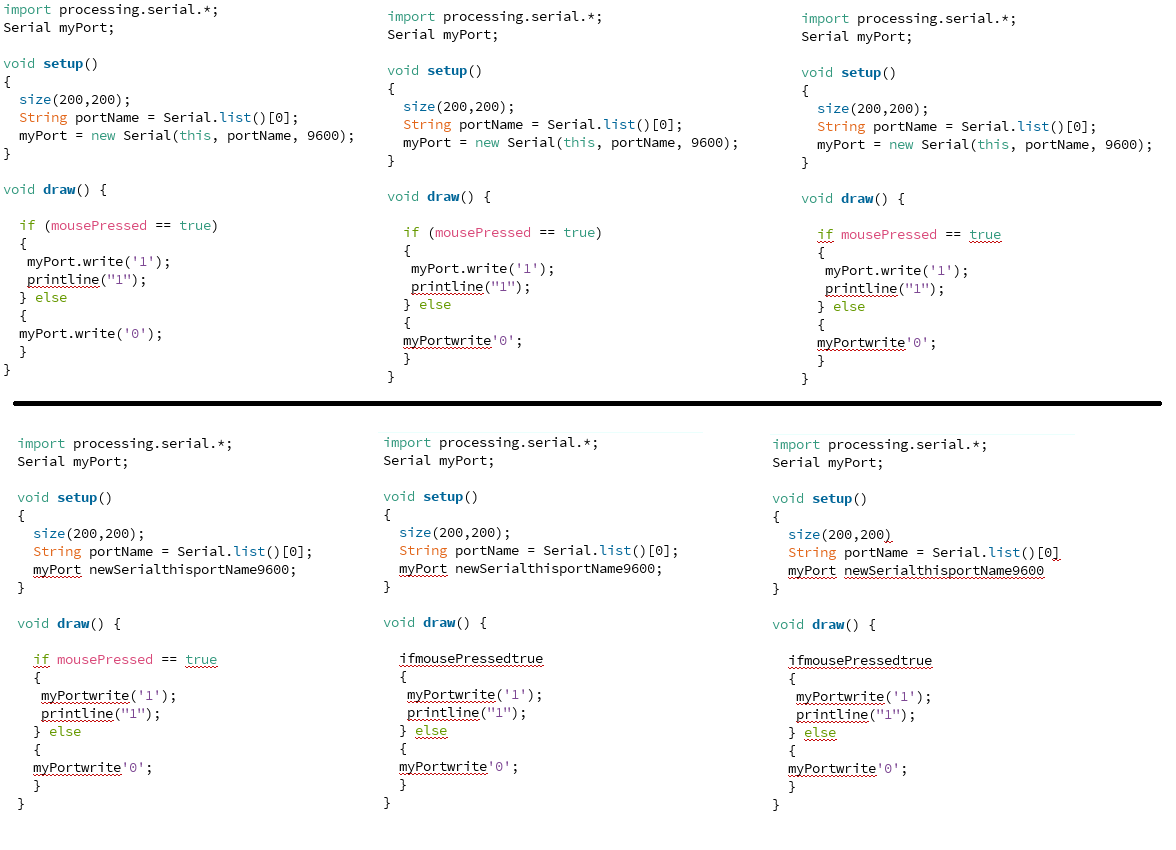 import processing.serial.*;
Serial myPort;
void setup()
{
size(200,200);
String portName = Serial.list()[0];
myPort = new Serial(this, portName, 9600);
}
void draw() {
if (mousePressed == true)
{
myPort.write('1');
printline("1");
} else
{
myPort.write('0');
}
}
import processing.serial.*;
Serial myPort;
void setup()
{
size(200,200);
String portName = Serial.list()[0];
myPort = new Serial(this, portName, 9600);
}
void draw() {
if (mousePressed == true)
{
myPort.write('1');
printline("1");
} else
{
myPortwrite'0';
}
}
import processing.serial.*;
Serial myPort;
void setup()
{
size(200,200);
String portName = Serial.list()[0];
myPort = new Serial(this, portName, 9600);
}
void draw() {
if mousePressed == true
{
myPort.write('1');
printline("1");
} else
{
myPortwrite'0';
}
}
import processing.serial.*;
Serial myPort;
void setup()
{
size(200,200);
String portName = Serial.list()[0];
myPort newSerialthisportName9600;
}
void draw() {
if mousePressed == true
{
myPortwrite('1');
printline("1");
} else
{
myPortwrite'0';
}
}
import processing.serial.*;
Serial myPort;
void setup()
{
size(200,200);
String portName = Serial.list()[0];
myPort newSerialthisportName9600;
}
void draw() {
ifmousePressedtrue
{
myPortwrite('1');
printline("1");
} else
{
myPortwrite'0';
}
}
import processing.serial.*;
Serial myPort;
void setup()
{
size(200,200)
String portName = Serial.list()[0]
myPort newSerialthisportName9600
}
void draw() {
ifmousePressedtrue
{
myPortwrite('1');
printline("1");
} else
{
myPortwrite'0';
}
}